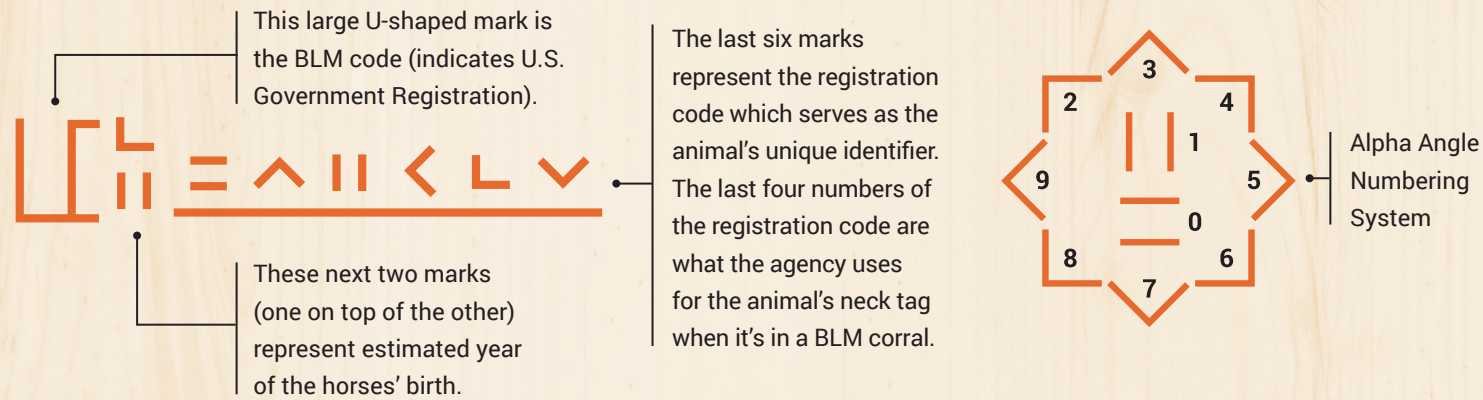 This large U-shaped mark is
the BLM code (indicates U.S.
Government Registration).
These next two marks
(one on top of the other)
represent estimated year
of the horses’ birth.
The last six marks
represent the registration
code which serves as the
animal’s unique identifier.
The last four numbers of
the registration code are
what the agency uses
for the animal’s neck tag
when it’s in a BLM corral.
3
2 4
1
9 5
0
8 6
7
Alpha Angle
Numbering
System